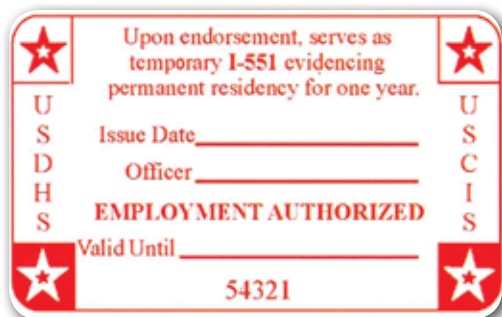 Upon endorsement, serves as
temporary I-551 evidencing
permanent residency for one year.
USDHS
USCIS
Issue Date
Officer
EMPLOYMENT AUTHORIZED
Valid Until
54321